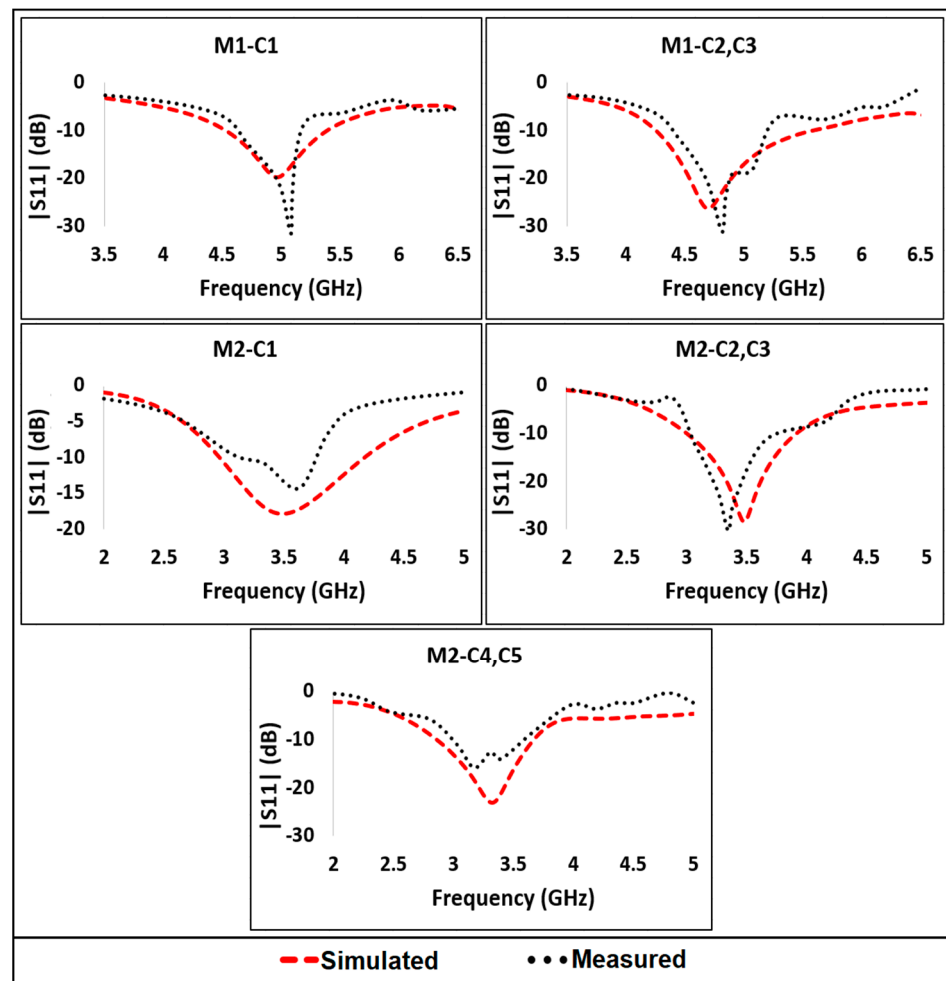 M1-C1
0
-10
-20
-30
|S11| (dB)
3.5 4 4.5 5 5.5 6 6.5
Frequency (GHz)
M1-C2,C3
0
-10
-20
-30
|S11| (dB)
3.5 4 4.5 5 5.5 6 6.5
Frequency (GHz)
M2-C1
0
-5
-10
-15
-20
|S11| (dB)
2 2.5 3 3.5 4 4.5 5
Frequency (GHz)
M2-C2,C3
0
-10
-20
-30
|S11| (dB)
2 2.5 3 3.5 4 4.5 5
Frequency (GHz)
M2-C4,C5
0
-10
-20
-30
|S11| (dB)
2 2.5 3 3.5 4 4.5 5
Frequency (GHz)
Simulated Measured